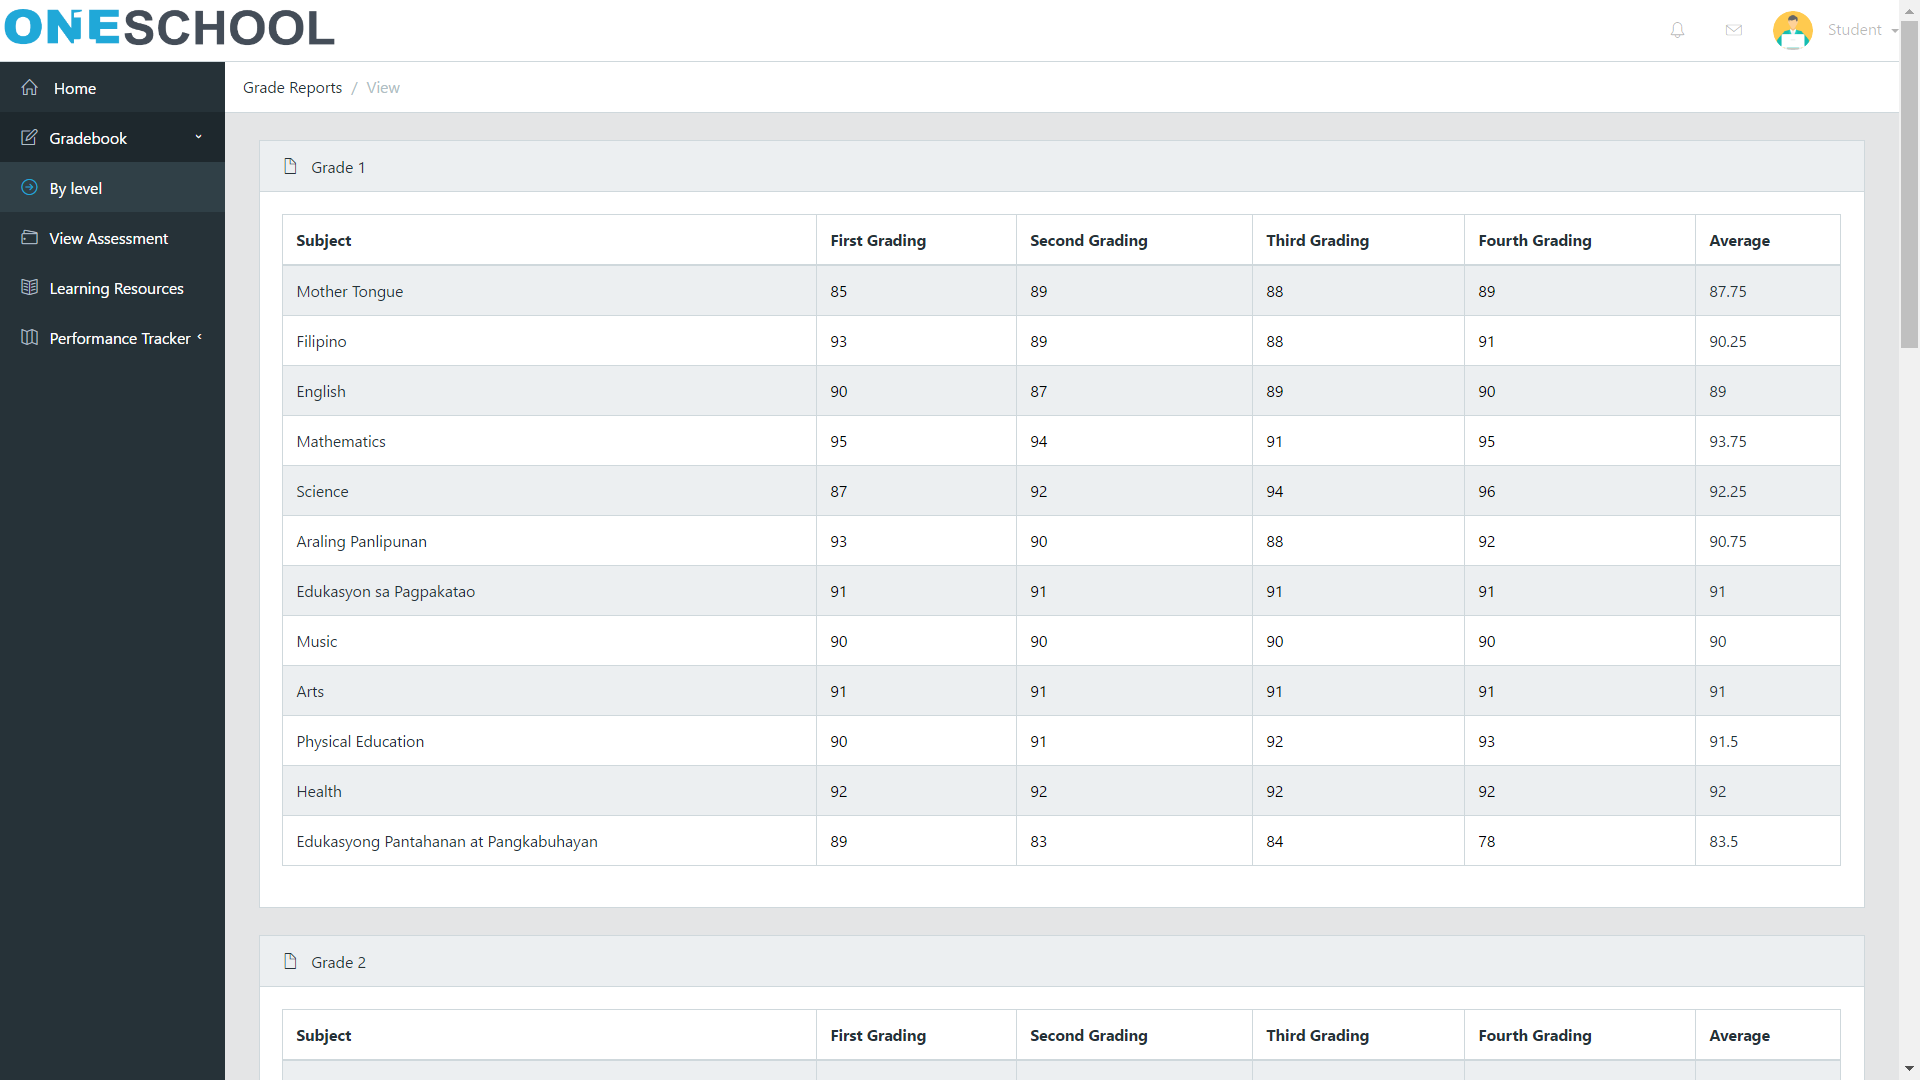 ONESCHOOL
Student
Home
Gradebook
By level
View Assessment
Learning Resources
Performance Tracker
Grade Reports / View
Grade 1
Subject First Grading Second Grading Third Grading Fourth Grading Average
Mother Tongue 85 89 88 89 87.75
Filipino 93 89 88 91 90.25
English 90 87 89 90 89
Mathematics 95 94 91 95 93.75
Science 87 92 94 96 92.25
Araling Panlipunan 93 90 88 92 90.75
Edukasyon sa Pagpakatao 91 91 91 91 91
Music 90 90 90 90 90
Arts 91 91 91 91 91
Physical Education 90 91 92 93 91.5
Health 92 92 92 92 92
Edukasyong Pantahanan at Pangkabuhayan 89 83 84 78 83.5
Grade 2
Subject First Grading Second Grading Third Grading Fourth Grading Average